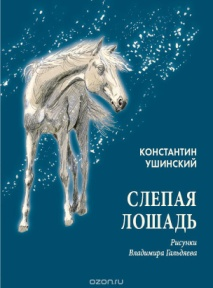 КОНСТАНТИН
УШИНСКИЙ
СЛЕПАЯ
ЛОШАДЬ
Рисунки
Владимира Гальдяева
ozon.ru